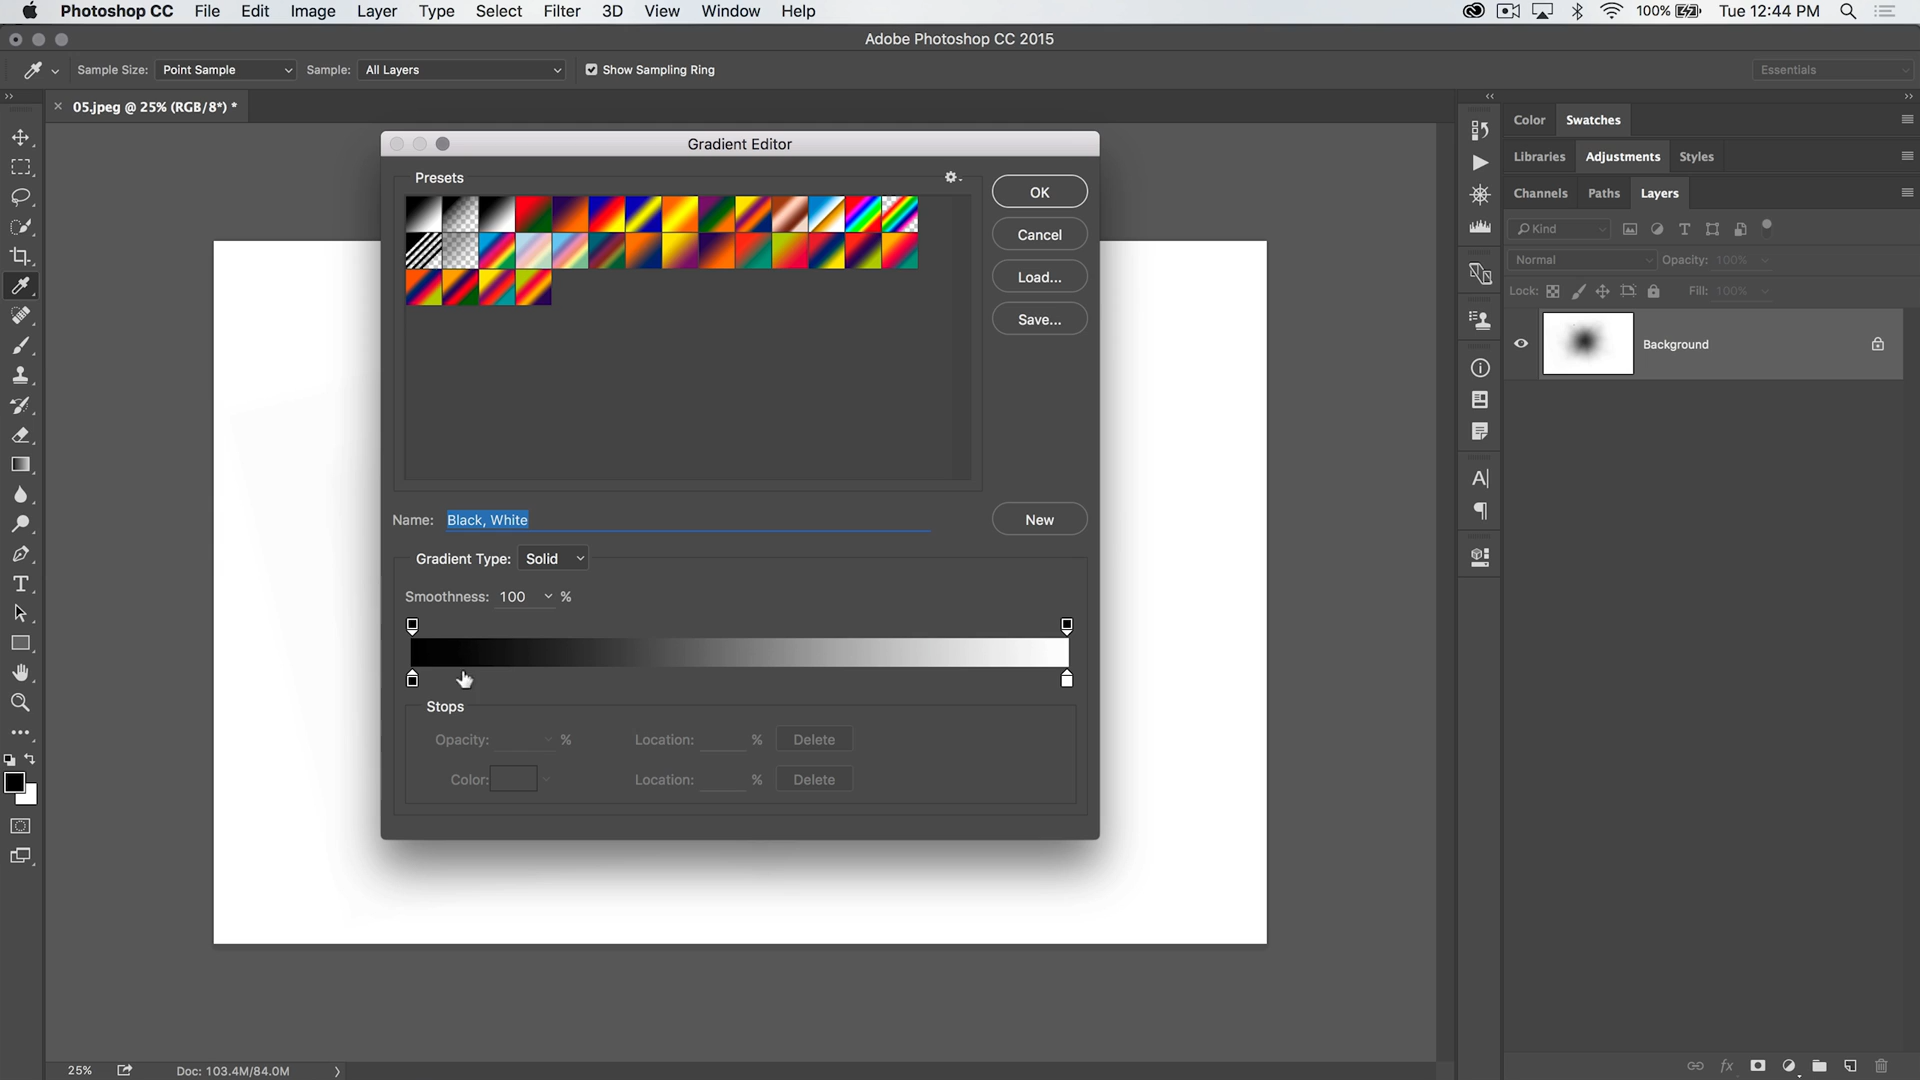 Photoshop CC File Edit Image Layer Type Select Filter 3D View Window Help 100% Tue 12:44 PM
Adobe Photoshop CC 2015
Sample Size: Point Sample Sample: All Layers Show Sampling Ring Essentials
05.jpeg @ 25% (RGB/8*) *
Color Swatches
Gradient Editor
Libraries Adjustments Styles
Presets
OK
Channels Paths Layers
Kind
Cancel
Normal Opacity: 100%
Load...
Lock: Fill: 100%
Save...
Background
Name: Black, White
New
Gradient Type: Solid
Smoothness: 100 %
Stops
Opacity: % Location: % Delete
Color: Location: % Delete
25% Doc: 103.4M/84.0M